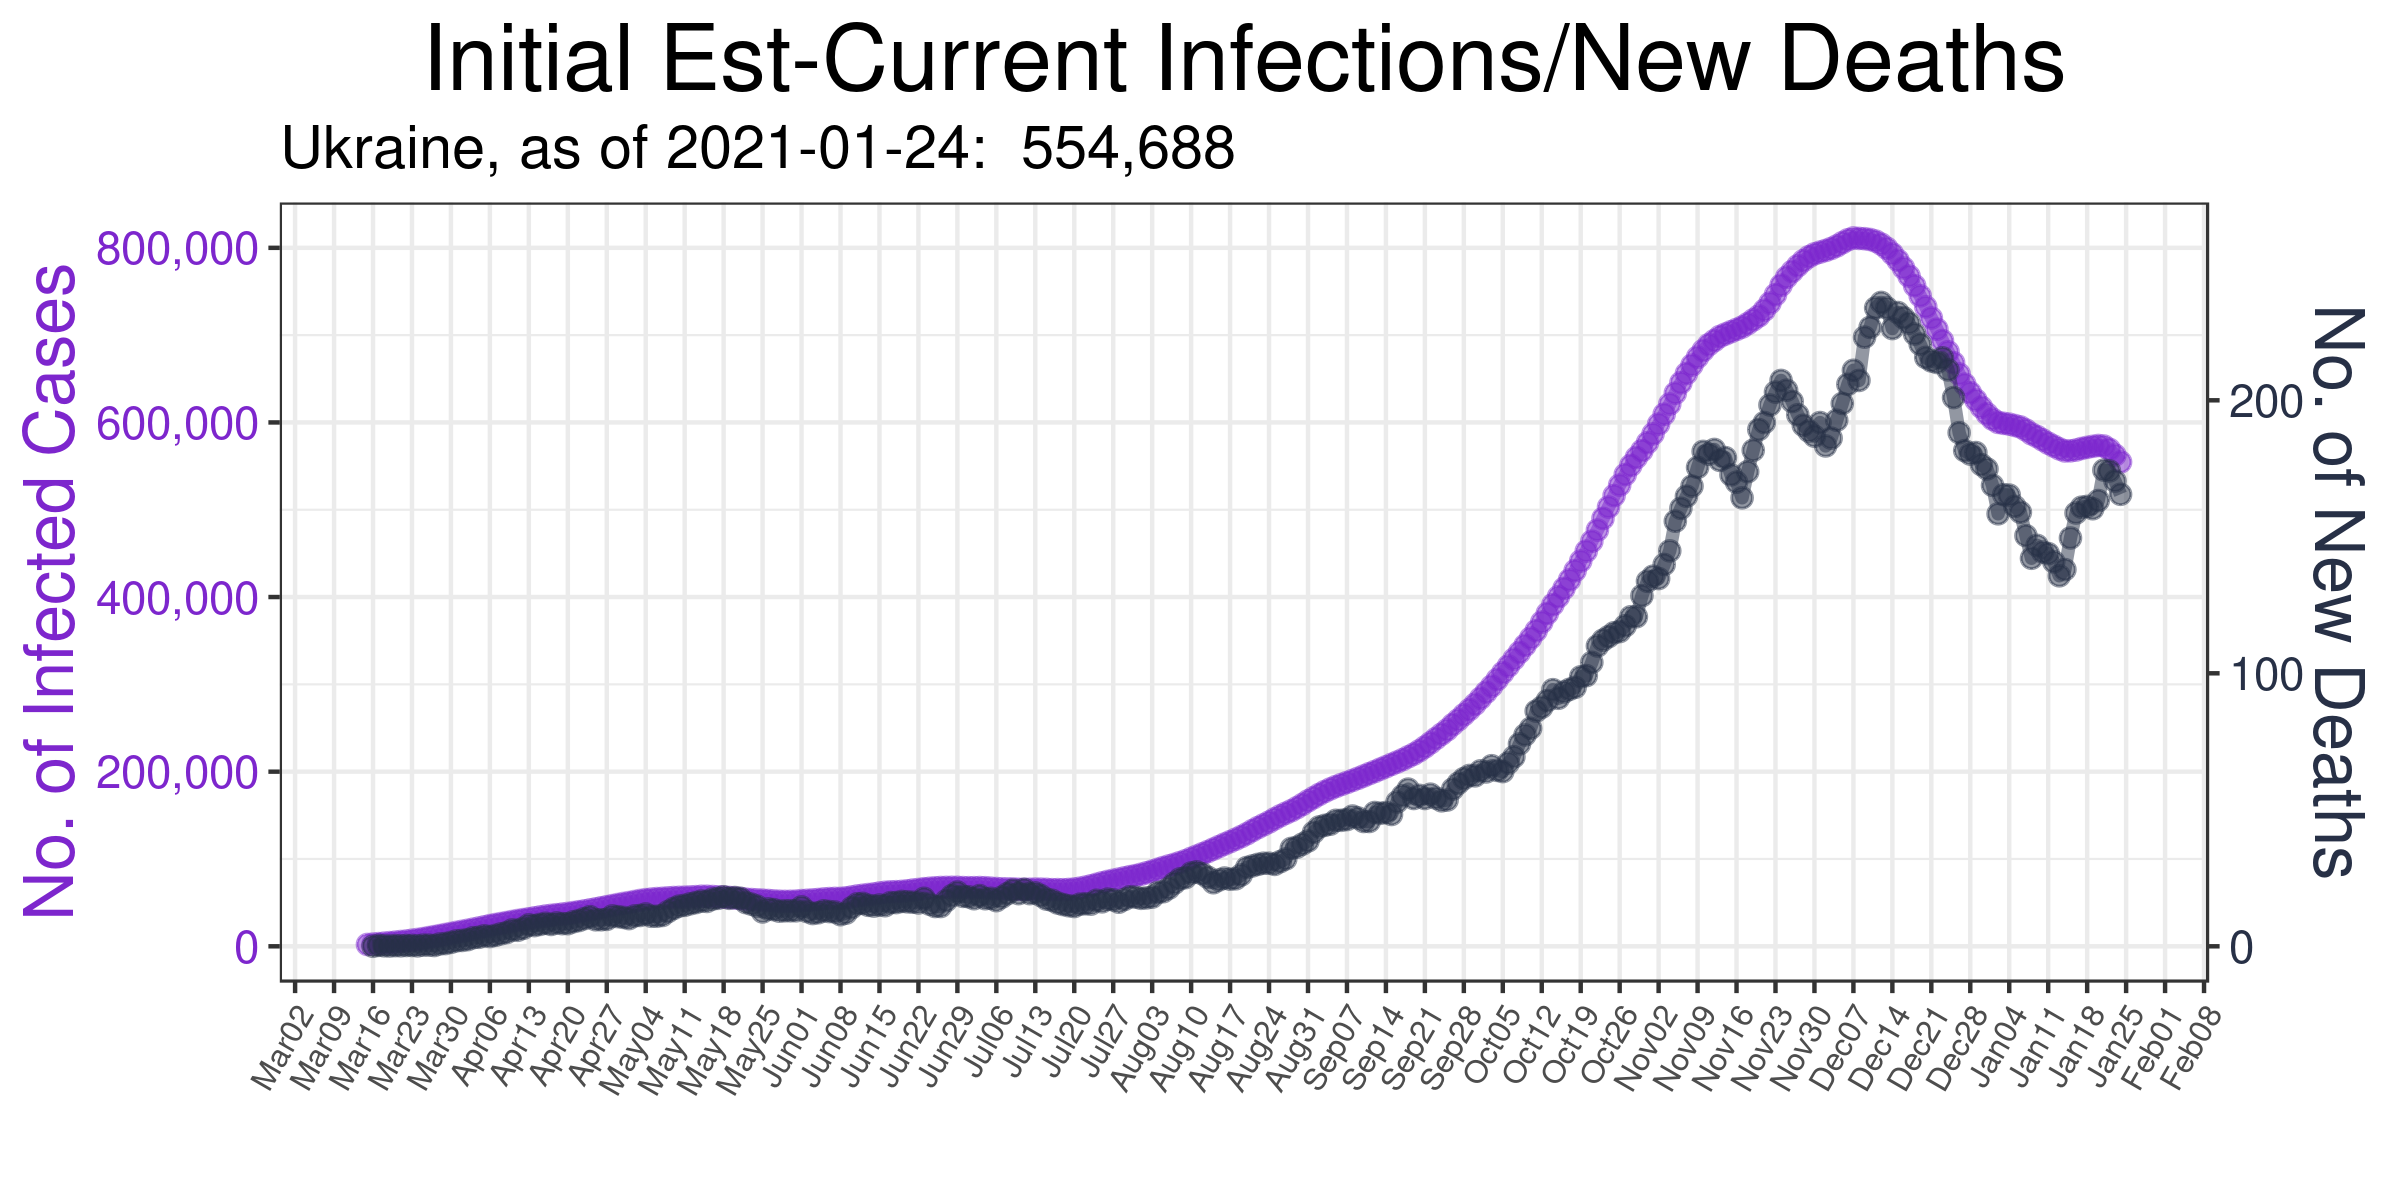 Initial Est-Current Infections/New Deaths
Ukraine, as of 2021-01-24:  554,688
No. of Infected Cases
800,000
600,000
400,000
200,000
0
No. of New Deaths
200
100
0
Mar02
Mar09
Mar16
Mar23
Mar30
Apr06
Apr13
Apr20
Apr27
May04
May11
May18
May25
Jun01
Jun08
Jun15
Jun22
Jun29
Jul06
Jul13
Jul20
Jul27
Aug03
Aug10
Aug17
Aug24
Aug31
Sep07
Sep14
Sep21
Sep28
Oct05
Oct12
Oct19
Oct26
Nov02
Nov09
Nov16
Nov23
Nov30
Dec07
Dec14
Dec21
Dec28
Jan04
Jan11
Jan18
Jan25
Feb01
Feb08